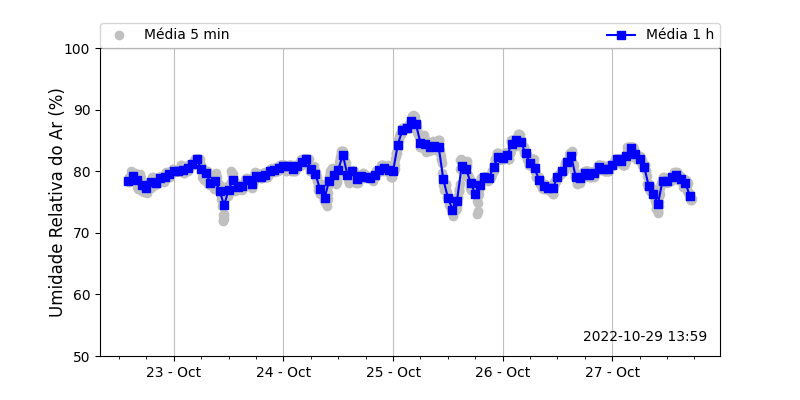 Média 5 min
Média 1 h
Umidade Relativa do Ar (%)
100
90
80
70
60
50
2022-10-29 13:59
23 - Oct
24 - Oct
25 - Oct
26 - Oct
27 - Oct